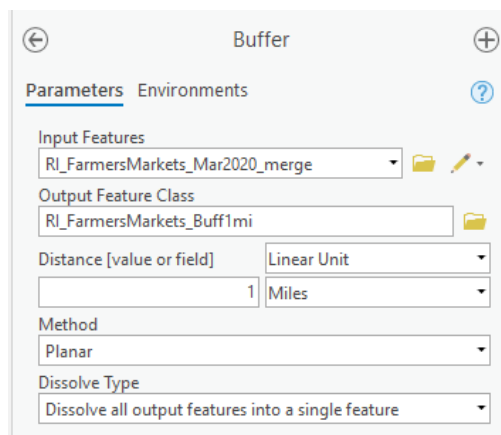 Buffer
Parameters Environments
?
Input Features
RI_FarmersMarkets_Mar2020_merge
Output Feature Class
RI_FarmersMarkets_Buff1mi
Distance [value or field] Linear Unit
1 Miles
Method
Planar
Dissolve Type
Dissolve all output features into a single feature